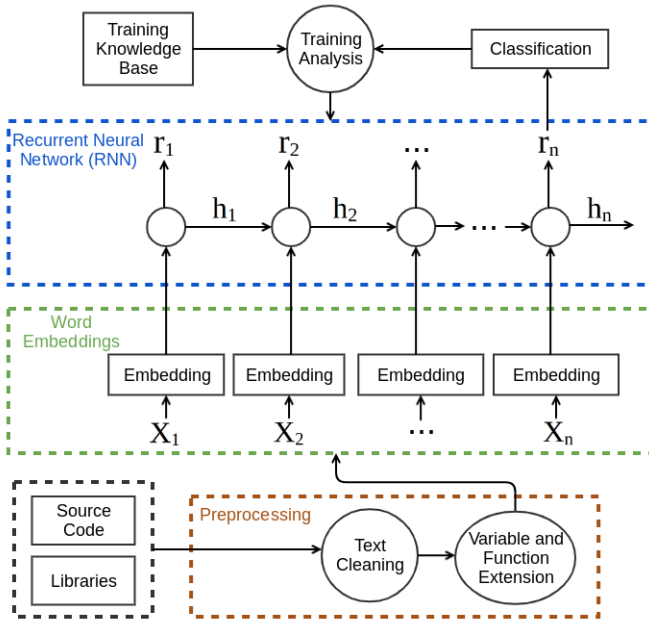 Training
Knowledge
Base
Training
Analysis
Classification
Recurrent Neural
Network (RNN)
r1
r2
...
rn
h1
h2
...
hn
Word
Embeddings
Embedding
Embedding
Embedding
Embedding
X1
X2
...
Xn
Source
Code
Libraries
Preprocessing
Text
Cleaning
Variable and
Function
Extension